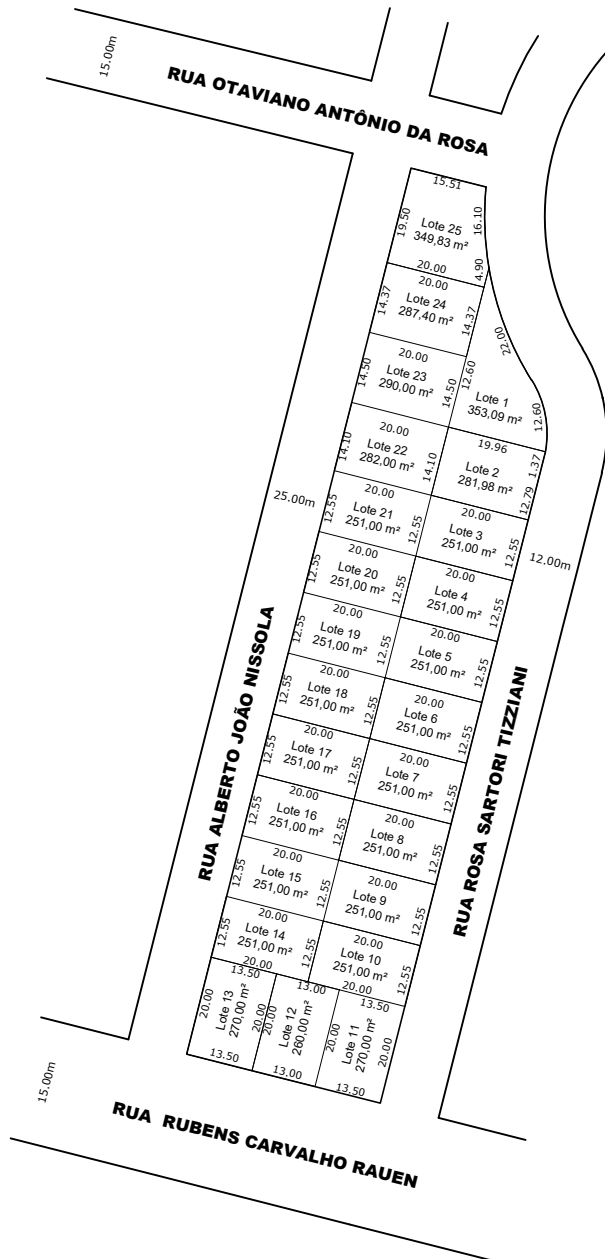 15.00m
RUA OTAVIANO ANTÔNIO DA ROSA
15.51
19.50
Lote 25
349,83 m²
16.10
4.90
20.00
20.00
14.37
Lote 24
287,40 m²
14.37
22.00
20.00
14.50
Lote 23
290,00 m²
14.50
12.60
Lote 1
353,09 m²
12.60
20.00
14.10
Lote 22
282,00 m²
14.10
19.96
Lote 2
281,98 m²
1.37
12.79
25.00m
20.00
12.55
Lote 21
251,00 m²
12.55
20.00
Lote 3
251,00 m²
12.55
12.00m
20.00
12.55
Lote 20
251,00 m²
12.55
20.00
Lote 4
251,00 m²
12.55
20.00
12.55
Lote 19
251,00 m²
12.55
20.00
Lote 5
251,00 m²
12.55
20.00
12.55
Lote 18
251,00 m²
12.55
20.00
Lote 6
251,00 m²
12.55
RUA ALBERTO JOÃO NISSOLA
RUA ROSA SARTORI TIZZIANI
20.00
12.55
Lote 17
251,00 m²
12.55
20.00
Lote 7
251,00 m²
12.55
20.00
12.55
Lote 16
251,00 m²
12.55
20.00
Lote 8
251,00 m²
12.55
20.00
12.55
Lote 15
251,00 m²
12.55
20.00
Lote 9
251,00 m²
12.55
20.00
12.55
Lote 14
251,00 m²
12.55
20.00
20.00
Lote 10
251,00 m²
12.55
20.00
13.50
20.00
Lote 13
270,00 m²
20.00
13.50
13.00
20.00
Lote 12
260,00 m²
20.00
13.00
13.50
Lote 11
270,00 m²
20.00
13.50
15.00m
RUA RUBENS CARVALHO RAUEN